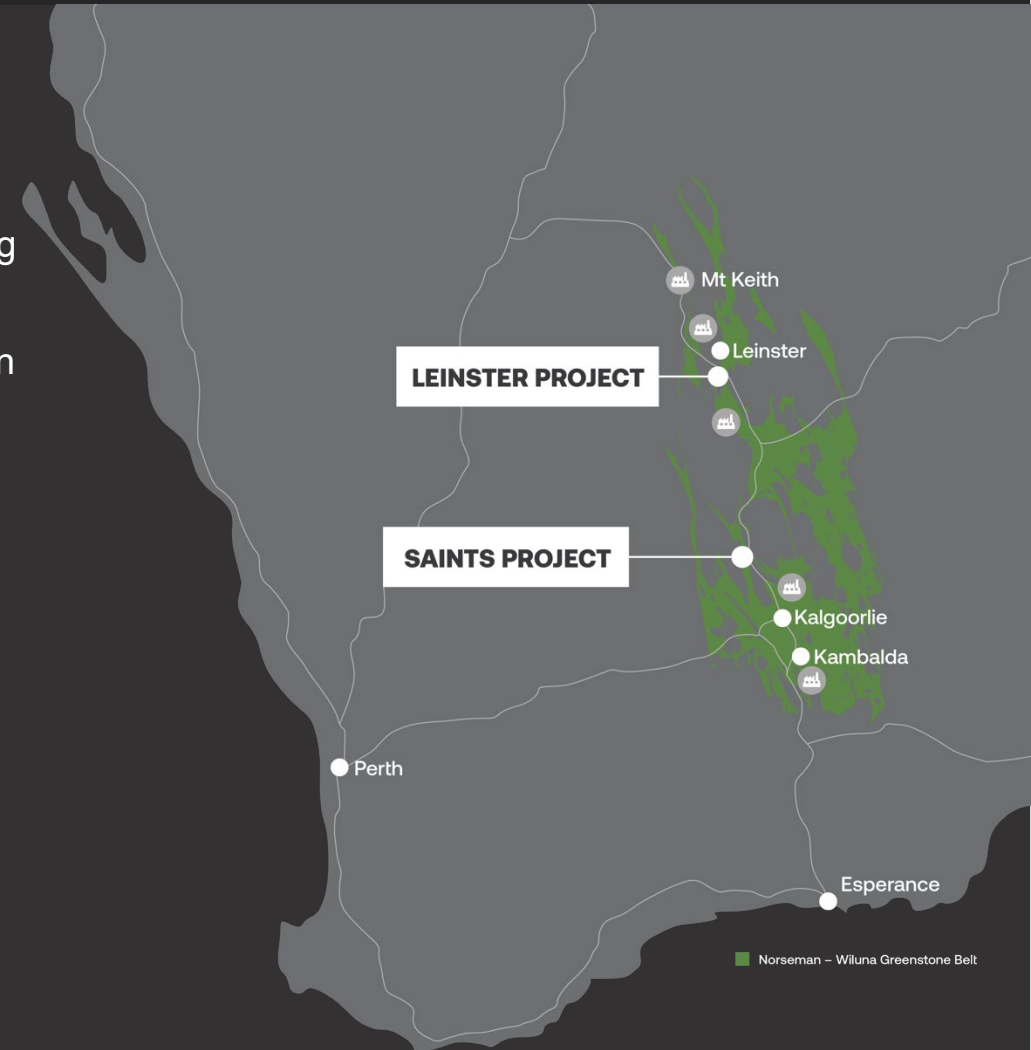 g
n
Mt Keith
Leinster
LEINSTER PROJECT
SAINTS PROJECT
Kalgoorlie
Kambalda
Perth
Esperance
Norseman – Wiluna Greenstone Belt